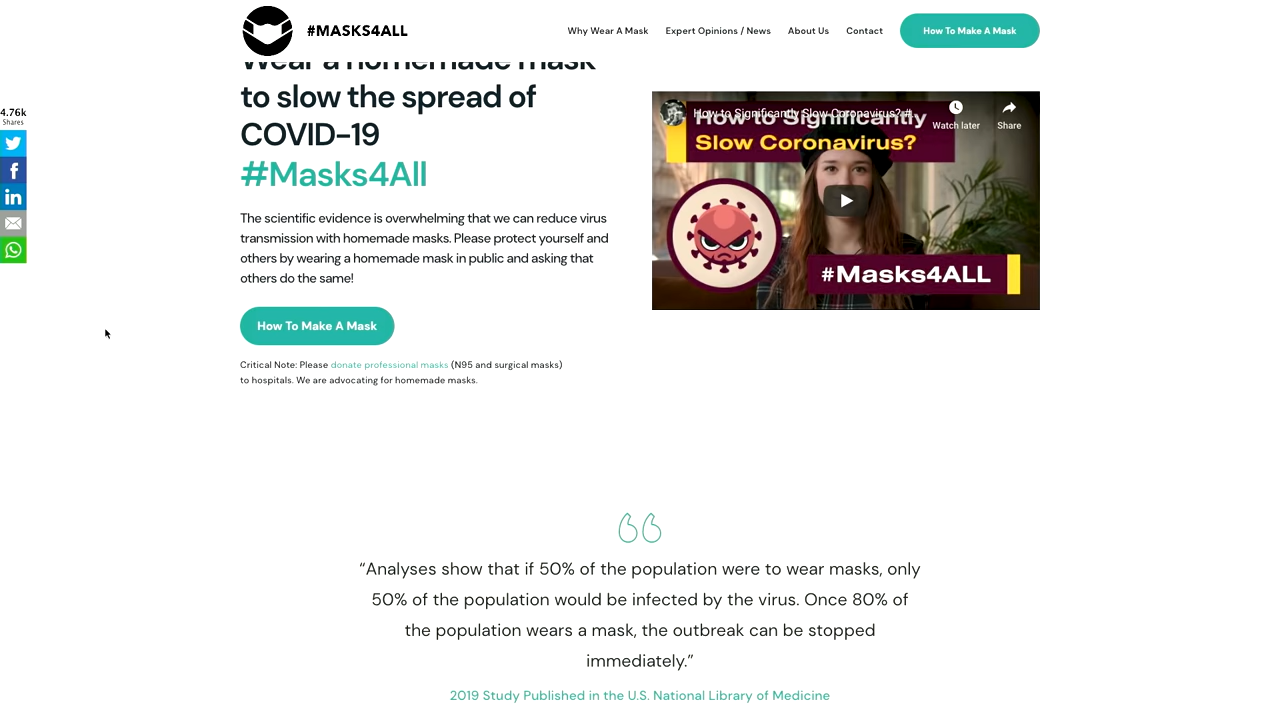 #MASKS4ALL
Why Wear A Mask
Expert Opinions / News
About Us
Contact
How To Make A Mask
Wear a homemade mask
to slow the spread of
COVID-19
#Masks4All
4.76k
Shares
The scientific evidence is overwhelming that we can reduce virus
transmission with homemade masks. Please protect yourself and
others by wearing a homemade mask in public and asking that
others do the same!
How To Make A Mask
Critical Note: Please donate professional masks (N95 and surgical masks)
to hospitals. We are advocating for homemade masks.
How to Significantly Slow Coronavirus? #...
Watch later
Share
How to Significantly
Slow Coronavirus?
#Masks4ALL
“Analyses show that if 50% of the population were to wear masks, only
50% of the population would be infected by the virus. Once 80% of
the population wears a mask, the outbreak can be stopped
immediately.”
2019 Study Published in the U.S. National Library of Medicine